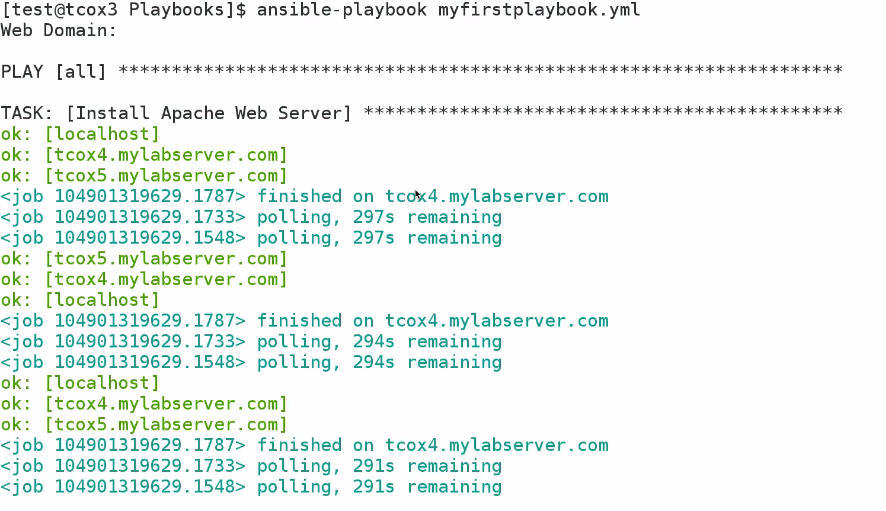 [test@tcox3 Playbooks]$ ansible-playbook myfirstplaybook.yml
Web Domain:
PLAY [all] ********************************************************************
TASK: [Install Apache Web Server] *********************************************
ok: [localhost]
ok: [tcox4.mylabserver.com]
ok: [tcox5.mylabserver.com]
<job 104901319629.1787> finished on tcox4.mylabserver.com
<job 104901319629.1733> polling, 297s remaining
<job 104901319629.1548> polling, 297s remaining
ok: [tcox5.mylabserver.com]
ok: [tcox4.mylabserver.com]
ok: [localhost]
<job 104901319629.1787> finished on tcox4.mylabserver.com
<job 104901319629.1733> polling, 294s remaining
<job 104901319629.1548> polling, 294s remaining
ok: [localhost]
ok: [tcox4.mylabserver.com]
ok: [tcox5.mylabserver.com]
<job 104901319629.1787> finished on tcox4.mylabserver.com
<job 104901319629.1733> polling, 291s remaining
<job 104901319629.1548> polling, 291s remaining